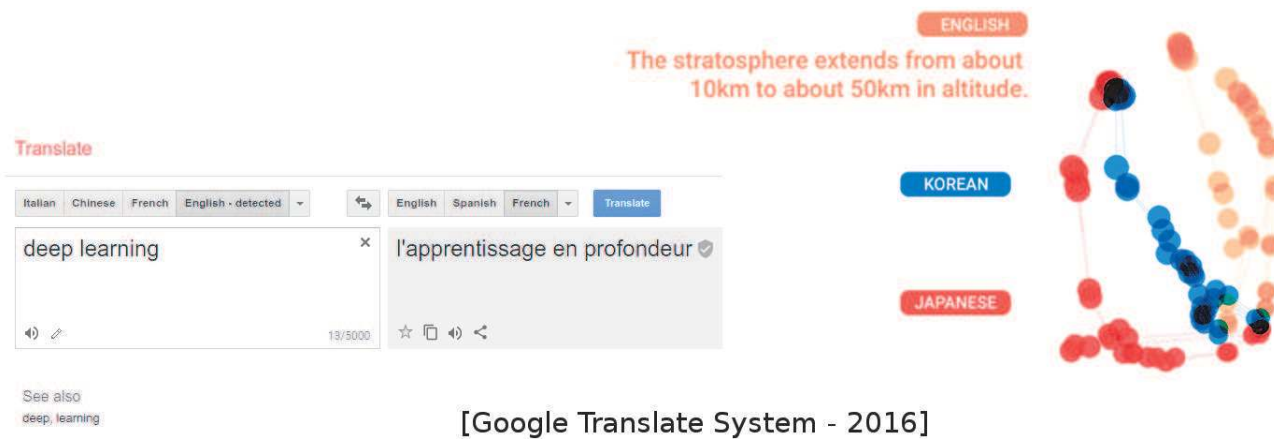 ENGLISH
The stratosphere extends from about
10km to about 50km in altitude.
KOREAN
JAPANESE
Translate
Italian Chinese French English - detected
English Spanish French Translate
deep learning
l'apprentissage en profondeur
13/5000
See also
deep, learning
[Google Translate System - 2016]